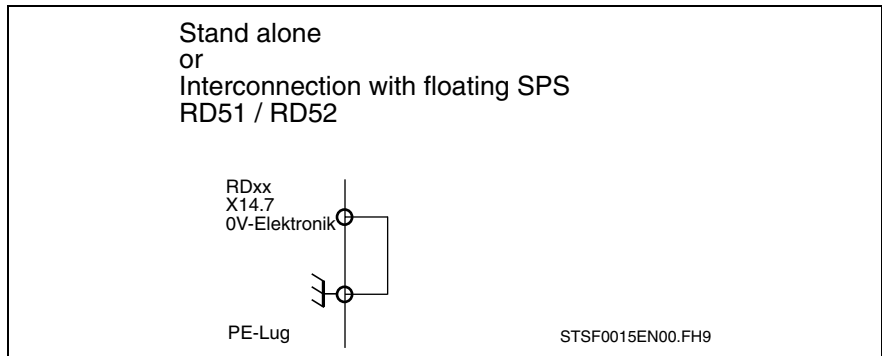 Stand alone
or
Interconnection with floating SPS
RD51 / RD52
RDxx
X14.7
0V-Elektronik
PE-Lug
STSF0015EN00.FH9